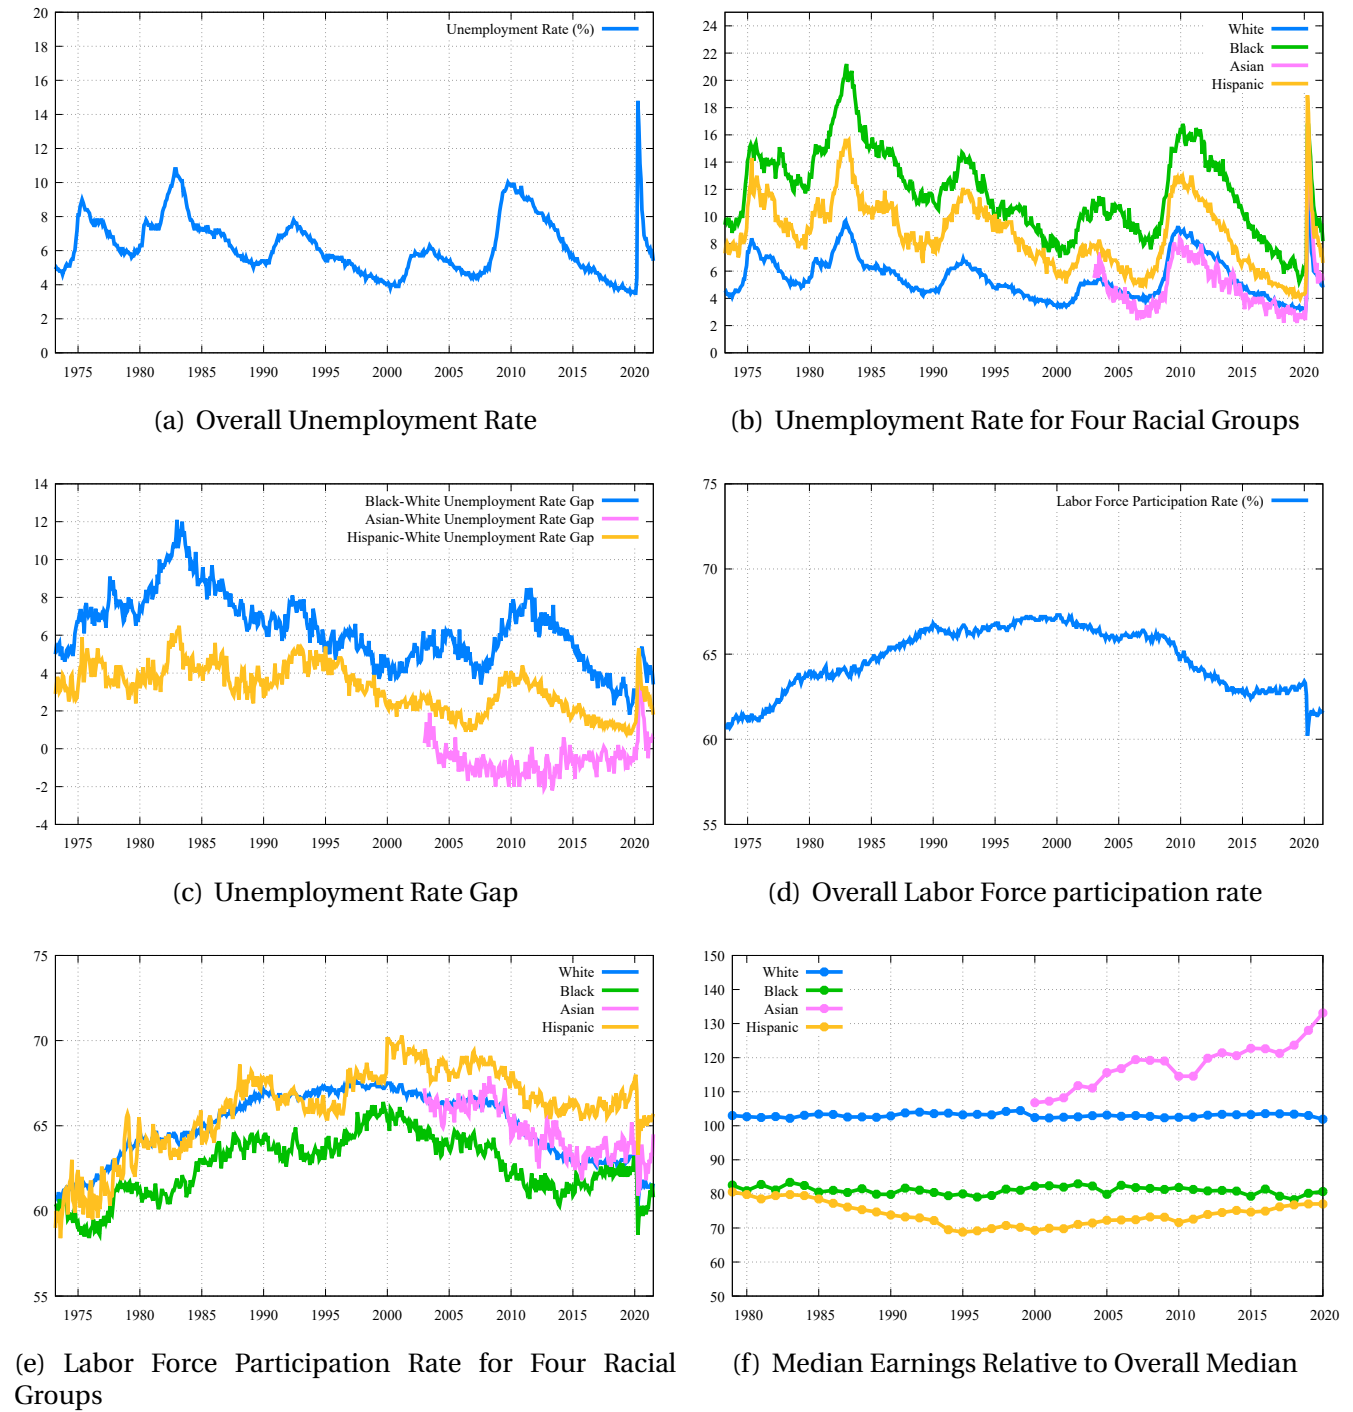 20
18
16
14
12
10
8
6
4
2
0
Unemployment Rate (%)
1975 1980 1985 1990 1995 2000 2005 2010 2015 2020
(a) Overall Unemployment Rate
24
22
20
18
16
14
12
10
8
6
4
2
0
White
Black
Asian
Hispanic
1975 1980 1985 1990 1995 2000 2005 2010 2015 2020
(b) Unemployment Rate for Four Racial Groups
14
12
10
8
6
4
2
0
-2
-4
Black-White Unemployment Rate Gap
Asian-White Unemployment Rate Gap
Hispanic-White Unemployment Rate Gap
1975 1980 1985 1990 1995 2000 2005 2010 2015 2020
(c) Unemployment Rate Gap
75
70
65
60
55
Labor Force Participation Rate (%)
1975 1980 1985 1990 1995 2000 2005 2010 2015 2020
(d) Overall Labor Force participation rate
75
70
65
60
55
White
Black
Asian
Hispanic
1975 1980 1985 1990 1995 2000 2005 2010 2015 2020
(e) Labor Force Participation Rate for Four Racial
Groups
150
140
130
120
110
100
90
80
70
60
50
White
Black
Asian
Hispanic
1980 1985 1990 1995 2000 2005 2010 2015 2020
(f) Median Earnings Relative to Overall Median